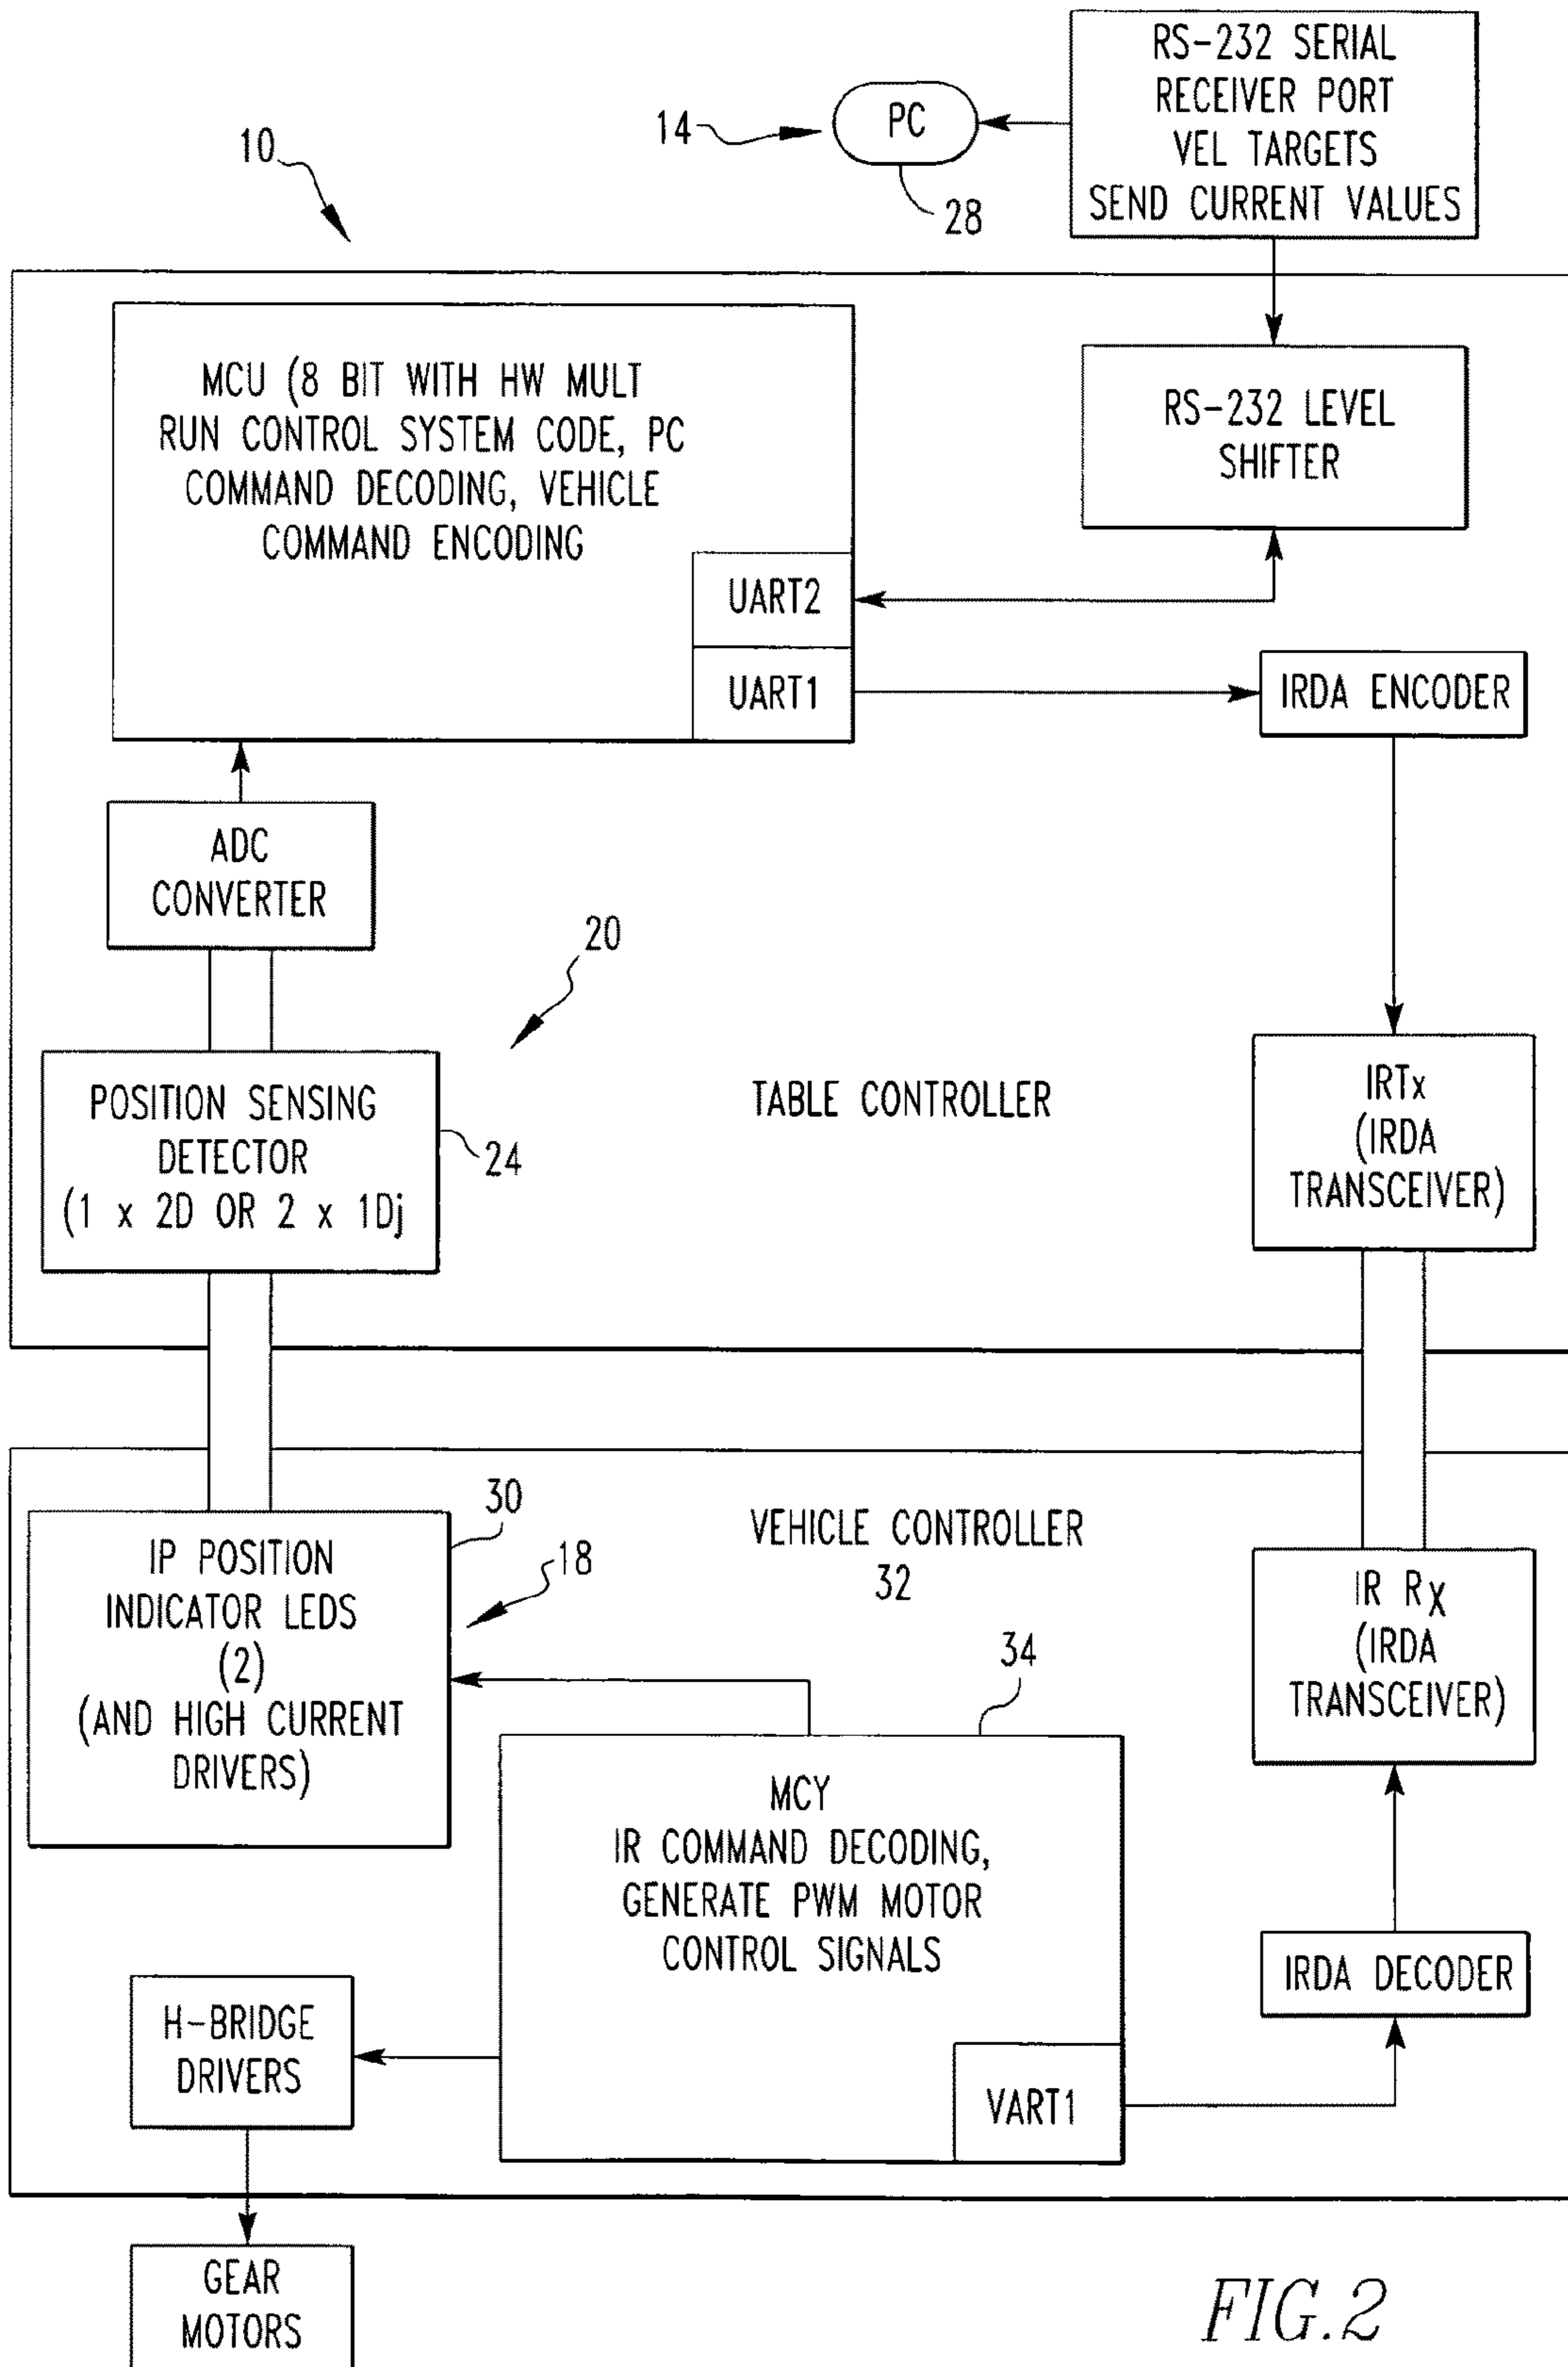 RS-232 SERIAL
RECEIVER PORT
VEL TARGETS
SEND CURRENT VALUES
PC
14
28
10
MCU (8 BIT WITH HW MULT
RUN CONTROL SYSTEM CODE, PC
COMMAND DECODING, VEHICLE
COMMAND ENCODING
UART2
UART1
RS-232 LEVEL
SHIFTER
IRDA ENCODER
ADC
CONVERTER
20
POSITION SENSING
DETECTOR
(1 x 2D OR 2 x 1Dj
24
TABLE CONTROLLER
IRTx
(IRDA
TRANSCEIVER)
30
IP POSITION
INDICATOR LEDS
(2)
(AND HIGH CURRENT
DRIVERS)
18
VEHICLE CONTROLLER
32
34
IR Rx
(IRDA
TRANSCEIVER)
MCY
IR COMMAND DECODING,
GENERATE PWM MOTOR
CONTROL SIGNALS
VART1
IRDA DECODER
H-BRIDGE
DRIVERS
GEAR
MOTORS
FIG.2